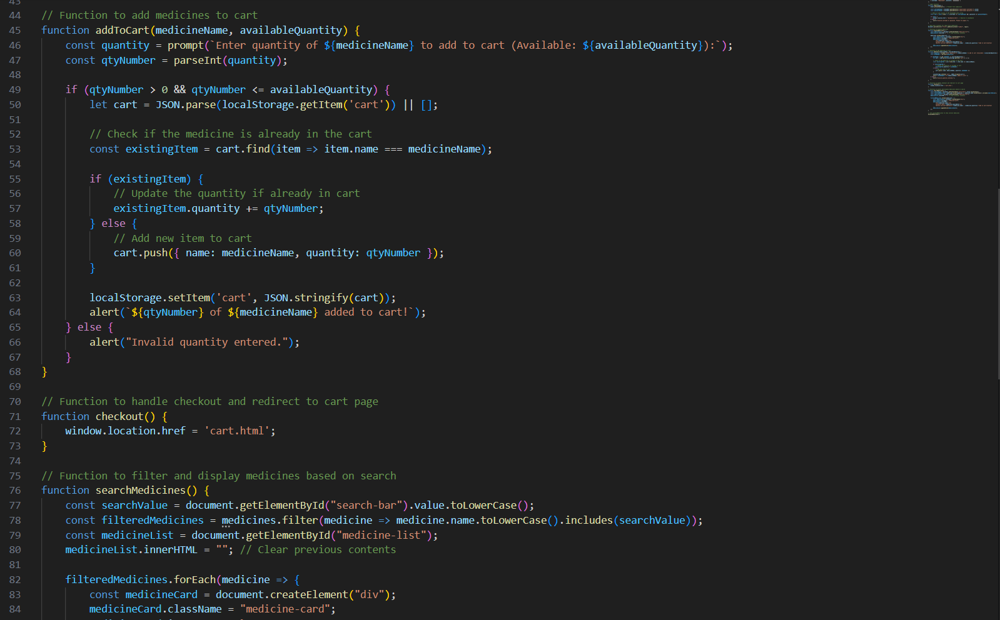 43
44 // Function to add medicines to cart
45 function addToCart(medicineName, availableQuantity) {
46     const quantity = prompt(`Enter quantity of ${medicineName} to add to cart (Available: ${availableQuantity}):`);
47     const qtyNumber = parseInt(quantity);
48
49     if (qtyNumber > 0 && qtyNumber <= availableQuantity) {
50         let cart = JSON.parse(localStorage.getItem('cart')) || [];
51
52         // Check if the medicine is already in the cart
53         const existingItem = cart.find(item => item.name === medicineName);
54
55         if (existingItem) {
56             // Update the quantity if already in cart
57             existingItem.quantity += qtyNumber;
58         } else {
59             // Add new item to cart
60             cart.push({ name: medicineName, quantity: qtyNumber });
61         }
62
63         localStorage.setItem('cart', JSON.stringify(cart));
64         alert(`${qtyNumber} of ${medicineName} added to cart!`);
65     } else {
66         alert("Invalid quantity entered.");
67     }
68 }
69
70 // Function to handle checkout and redirect to cart page
71 function checkout() {
72     window.location.href = 'cart.html';
73 }
74
75 // Function to filter and display medicines based on search
76 function searchMedicines() {
77     const searchValue = document.getElementById("search-bar").value.toLowerCase();
78     const filteredMedicines = medicines.filter(medicine => medicine.name.toLowerCase().includes(searchValue));
79     const medicineList = document.getElementById("medicine-list");
80     medicineList.innerHTML = ""; // Clear previous contents
81
82     filteredMedicines.forEach(medicine => {
83         const medicineCard = document.createElement("div");
84         medicineCard.className = "medicine-card";